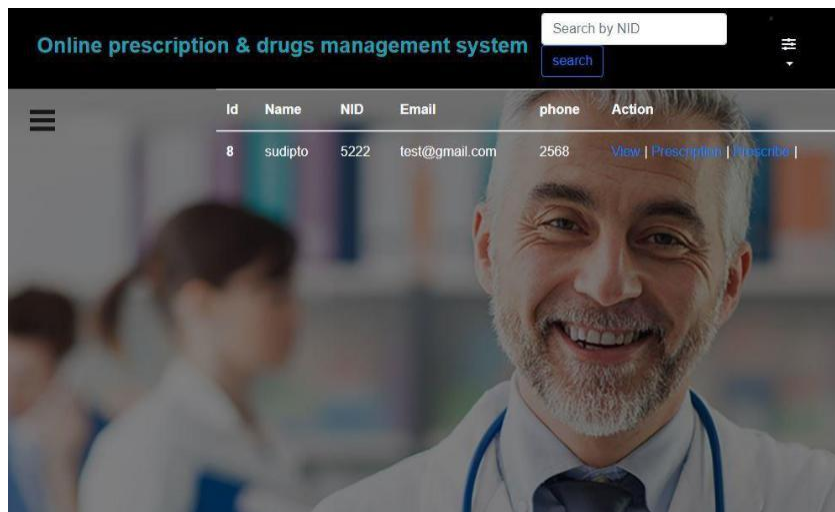 Online prescription & drugs management system
Search by NID
search
Id Name NID Email phone Action
8 sudipto 5222 test@gmail.com 2568 View | Prescription | Prescribe |